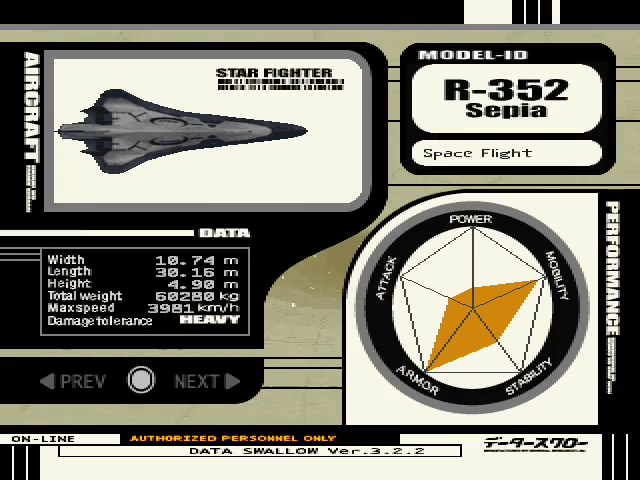 AIRCRAFT
STAR FIGHTER
MODEL-ID
R-352
Sepia
Space Flight
DATA
Width 10.74 m
Length 30.16 m
Height 4.90 m
Total weight 60280 kg
Max speed 3981 km/h
Damage tolerance HEAVY
PREV
NEXT
PERFORMANCE
POWER
MOBILITY
STABILITY
ARMOR
ATTACK
ON-LINE
AUTHORIZED PERSONNEL ONLY
DATA SWALLOW Ver.3.2.2
データースワロー